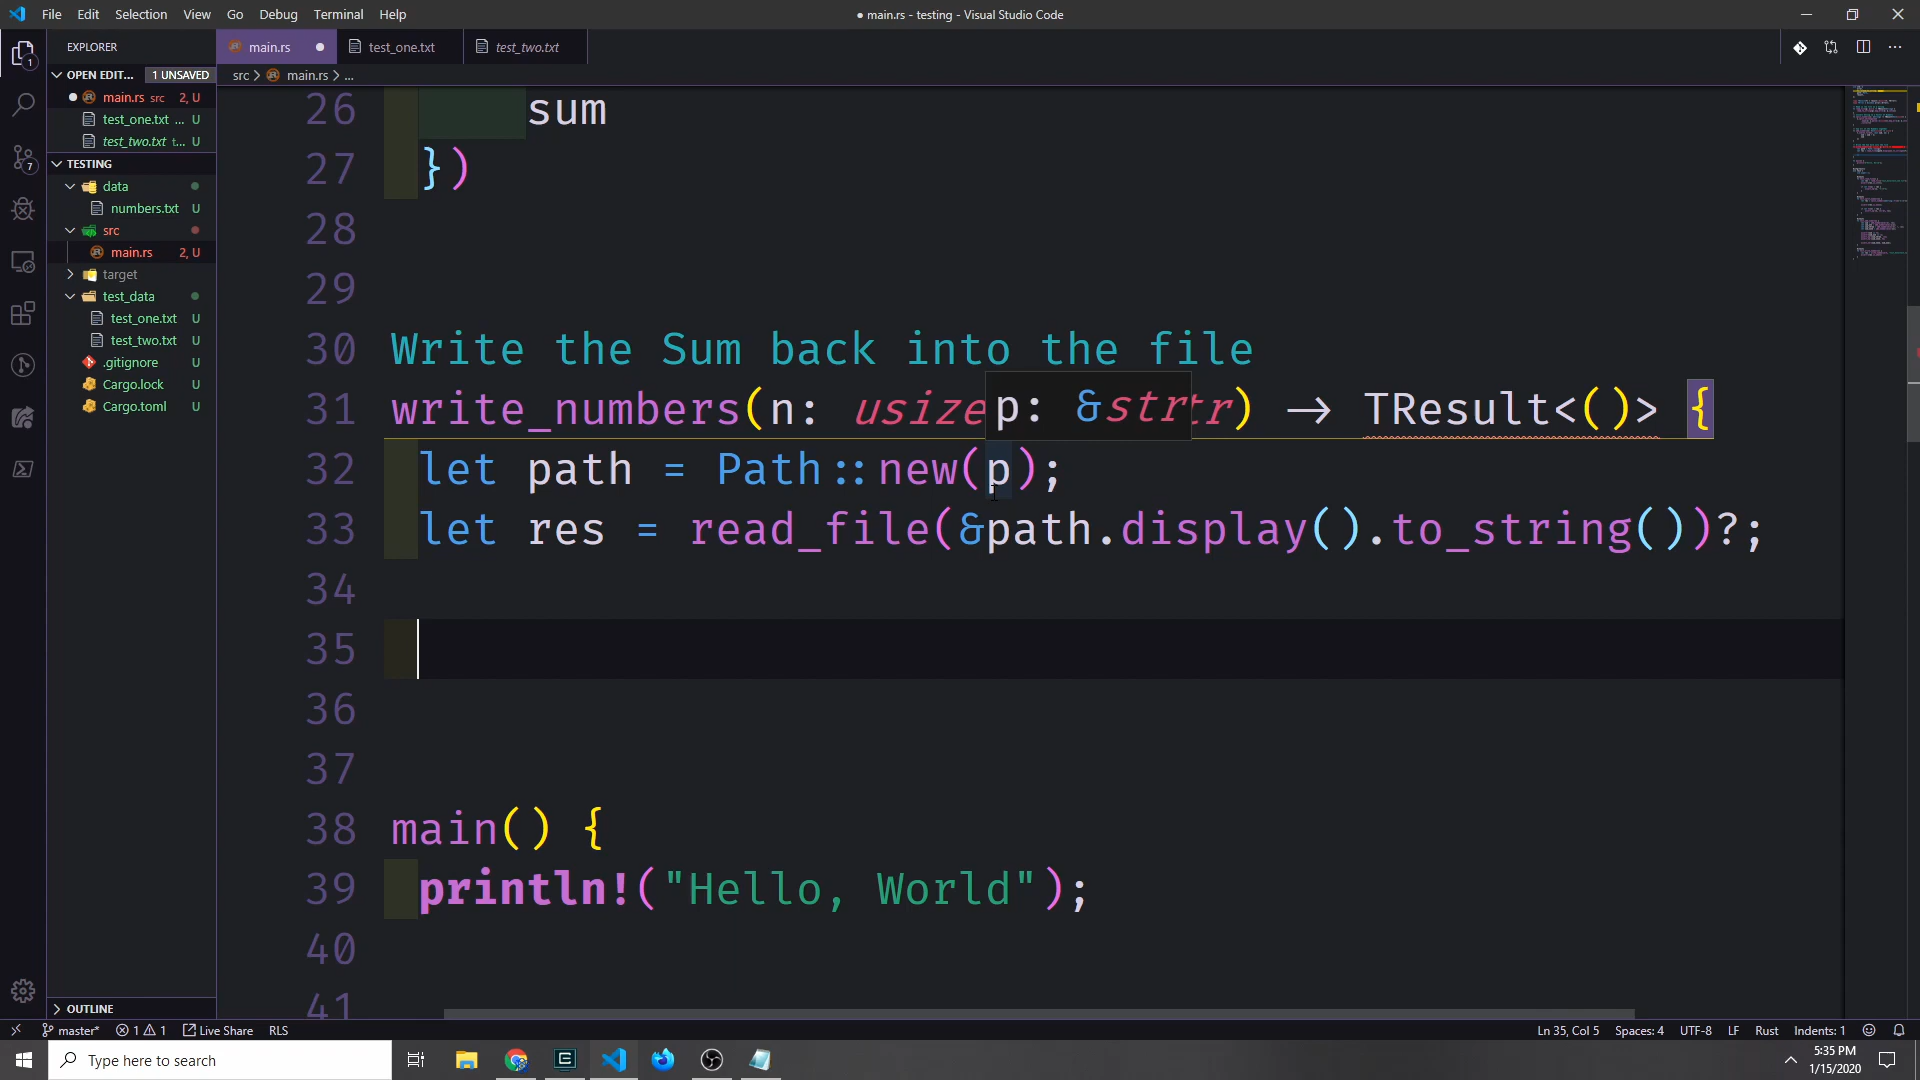 File Edit Selection View Go Debug Terminal Help
● main.rs - testing - Visual Studio Code
EXPLORER
main.rs
test_one.txt
test_two.txt
OPEN EDIT... 1 UNSAVED
src > main.rs > ...
main.rs src 2, U
test_one.txt ... U
test_two.txt t... U
TESTING
data
numbers.txt U
src
main.rs 2, U
target
test_data
test_one.txt U
test_two.txt U
.gitignore U
Cargo.lock U
Cargo.toml U
OUTLINE
1
7
26 sum
27 })
28
29
30 Write the Sum back into the file
p: &str
31 write_numbers(n: usize tr) → TResult<()> {
32 let path = Path::new(p);
33 let res = read_file(&path.display().to_string())?;
34
35
36
37
38 main() {
39 println!("Hello, World");
40
41
master* 1 1 Live Share RLS
Ln 35, Col 5 Spaces: 4 UTF-8 LF Rust Indents: 1
Type here to search
5:35 PM
1/15/2020